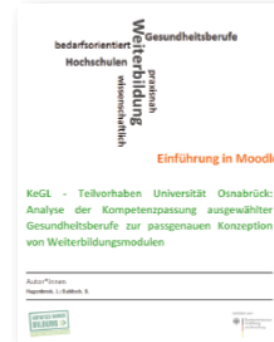 Gesundheitsberufe
bedarfsorientiert
Weiterbildung
Hochschulen
praxisnah
wissenschaftlich
Einführung in Moodle
KeGL - Teilvorhaben Universität Osnabrück:
Analyse der Kompetenzpassung ausgewählter
Gesundheitsberufe zur passgenauen Konzeption
von Weiterbildungsmodulen
Autor*innen
BILDUNG